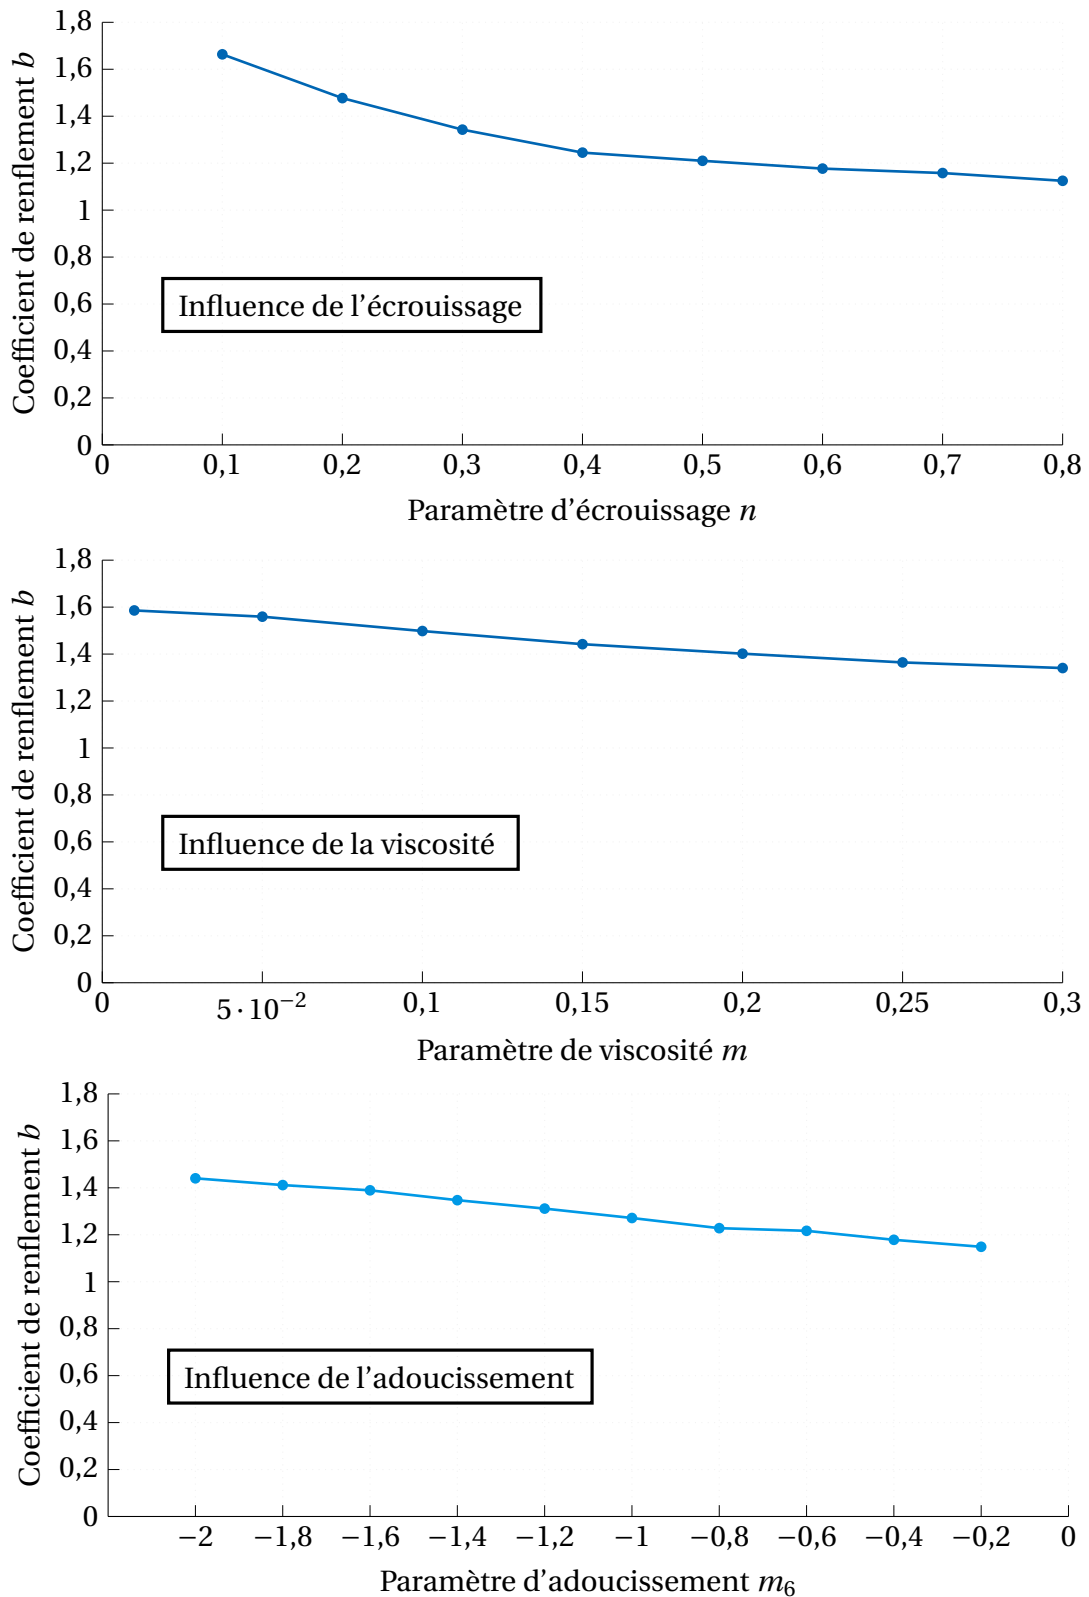 1,8
1,6
1,4
1,2
1
0,8
0,6
0,4
0,2
0
Coefficient de renflement b
Influence de l'écrouissage
0 0,1 0,2 0,3 0,4 0,5 0,6 0,7 0,8
Paramètre d'écrouissage n
1,8
1,6
1,4
1,2
1
0,8
0,6
0,4
0,2
0
Coefficient de renflement b
Influence de la viscosité
0 5·10⁻² 0,1 0,15 0,2 0,25 0,3
Paramètre de viscosité m
1,8
1,6
1,4
1,2
1
0,8
0,6
0,4
0,2
0
Coefficient de renflement b
Influence de l'adoucissement
−2 −1,8 −1,6 −1,4 −1,2 −1 −0,8 −0,6 −0,4 −0,2 0
Paramètre d'adoucissement m₆